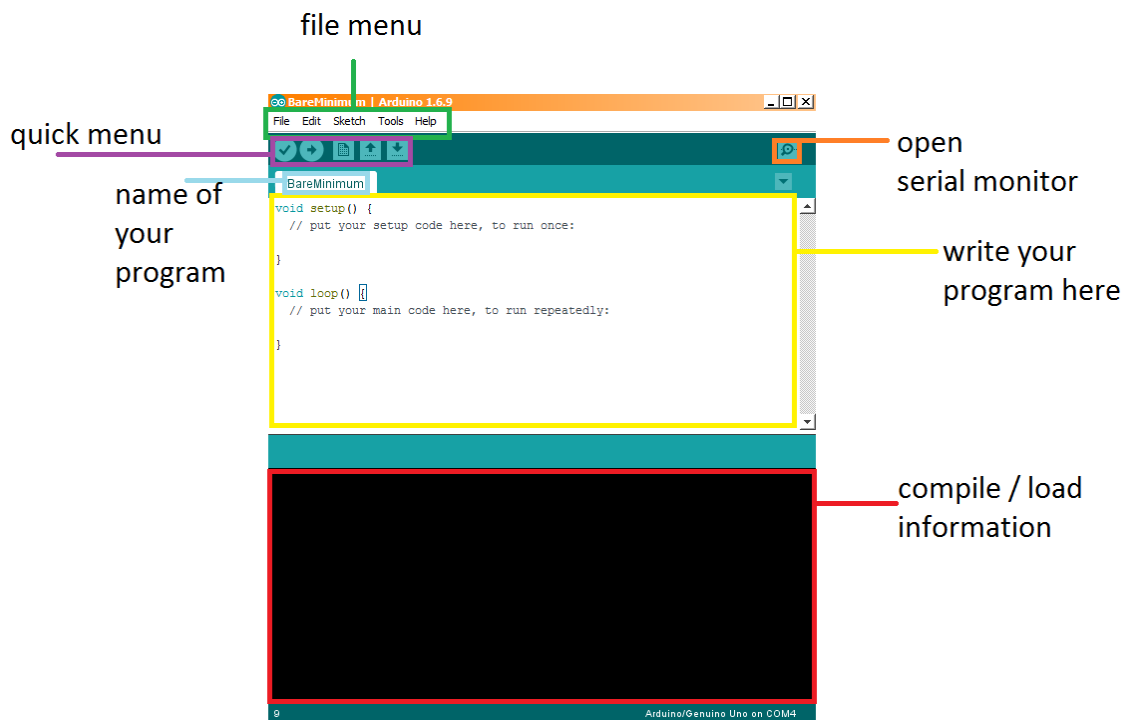 file menu
BareMinimum | Arduino 1.6.9
File Edit Sketch Tools Help
quick menu
open
serial monitor
name of
your
program
BareMinimum
void setup() {
// put your setup code here, to run once:
}
void loop() {
// put your main code here, to run repeatedly:
}
write your
program here
compile / load
information
9
Arduino/Genuino Uno on COM4